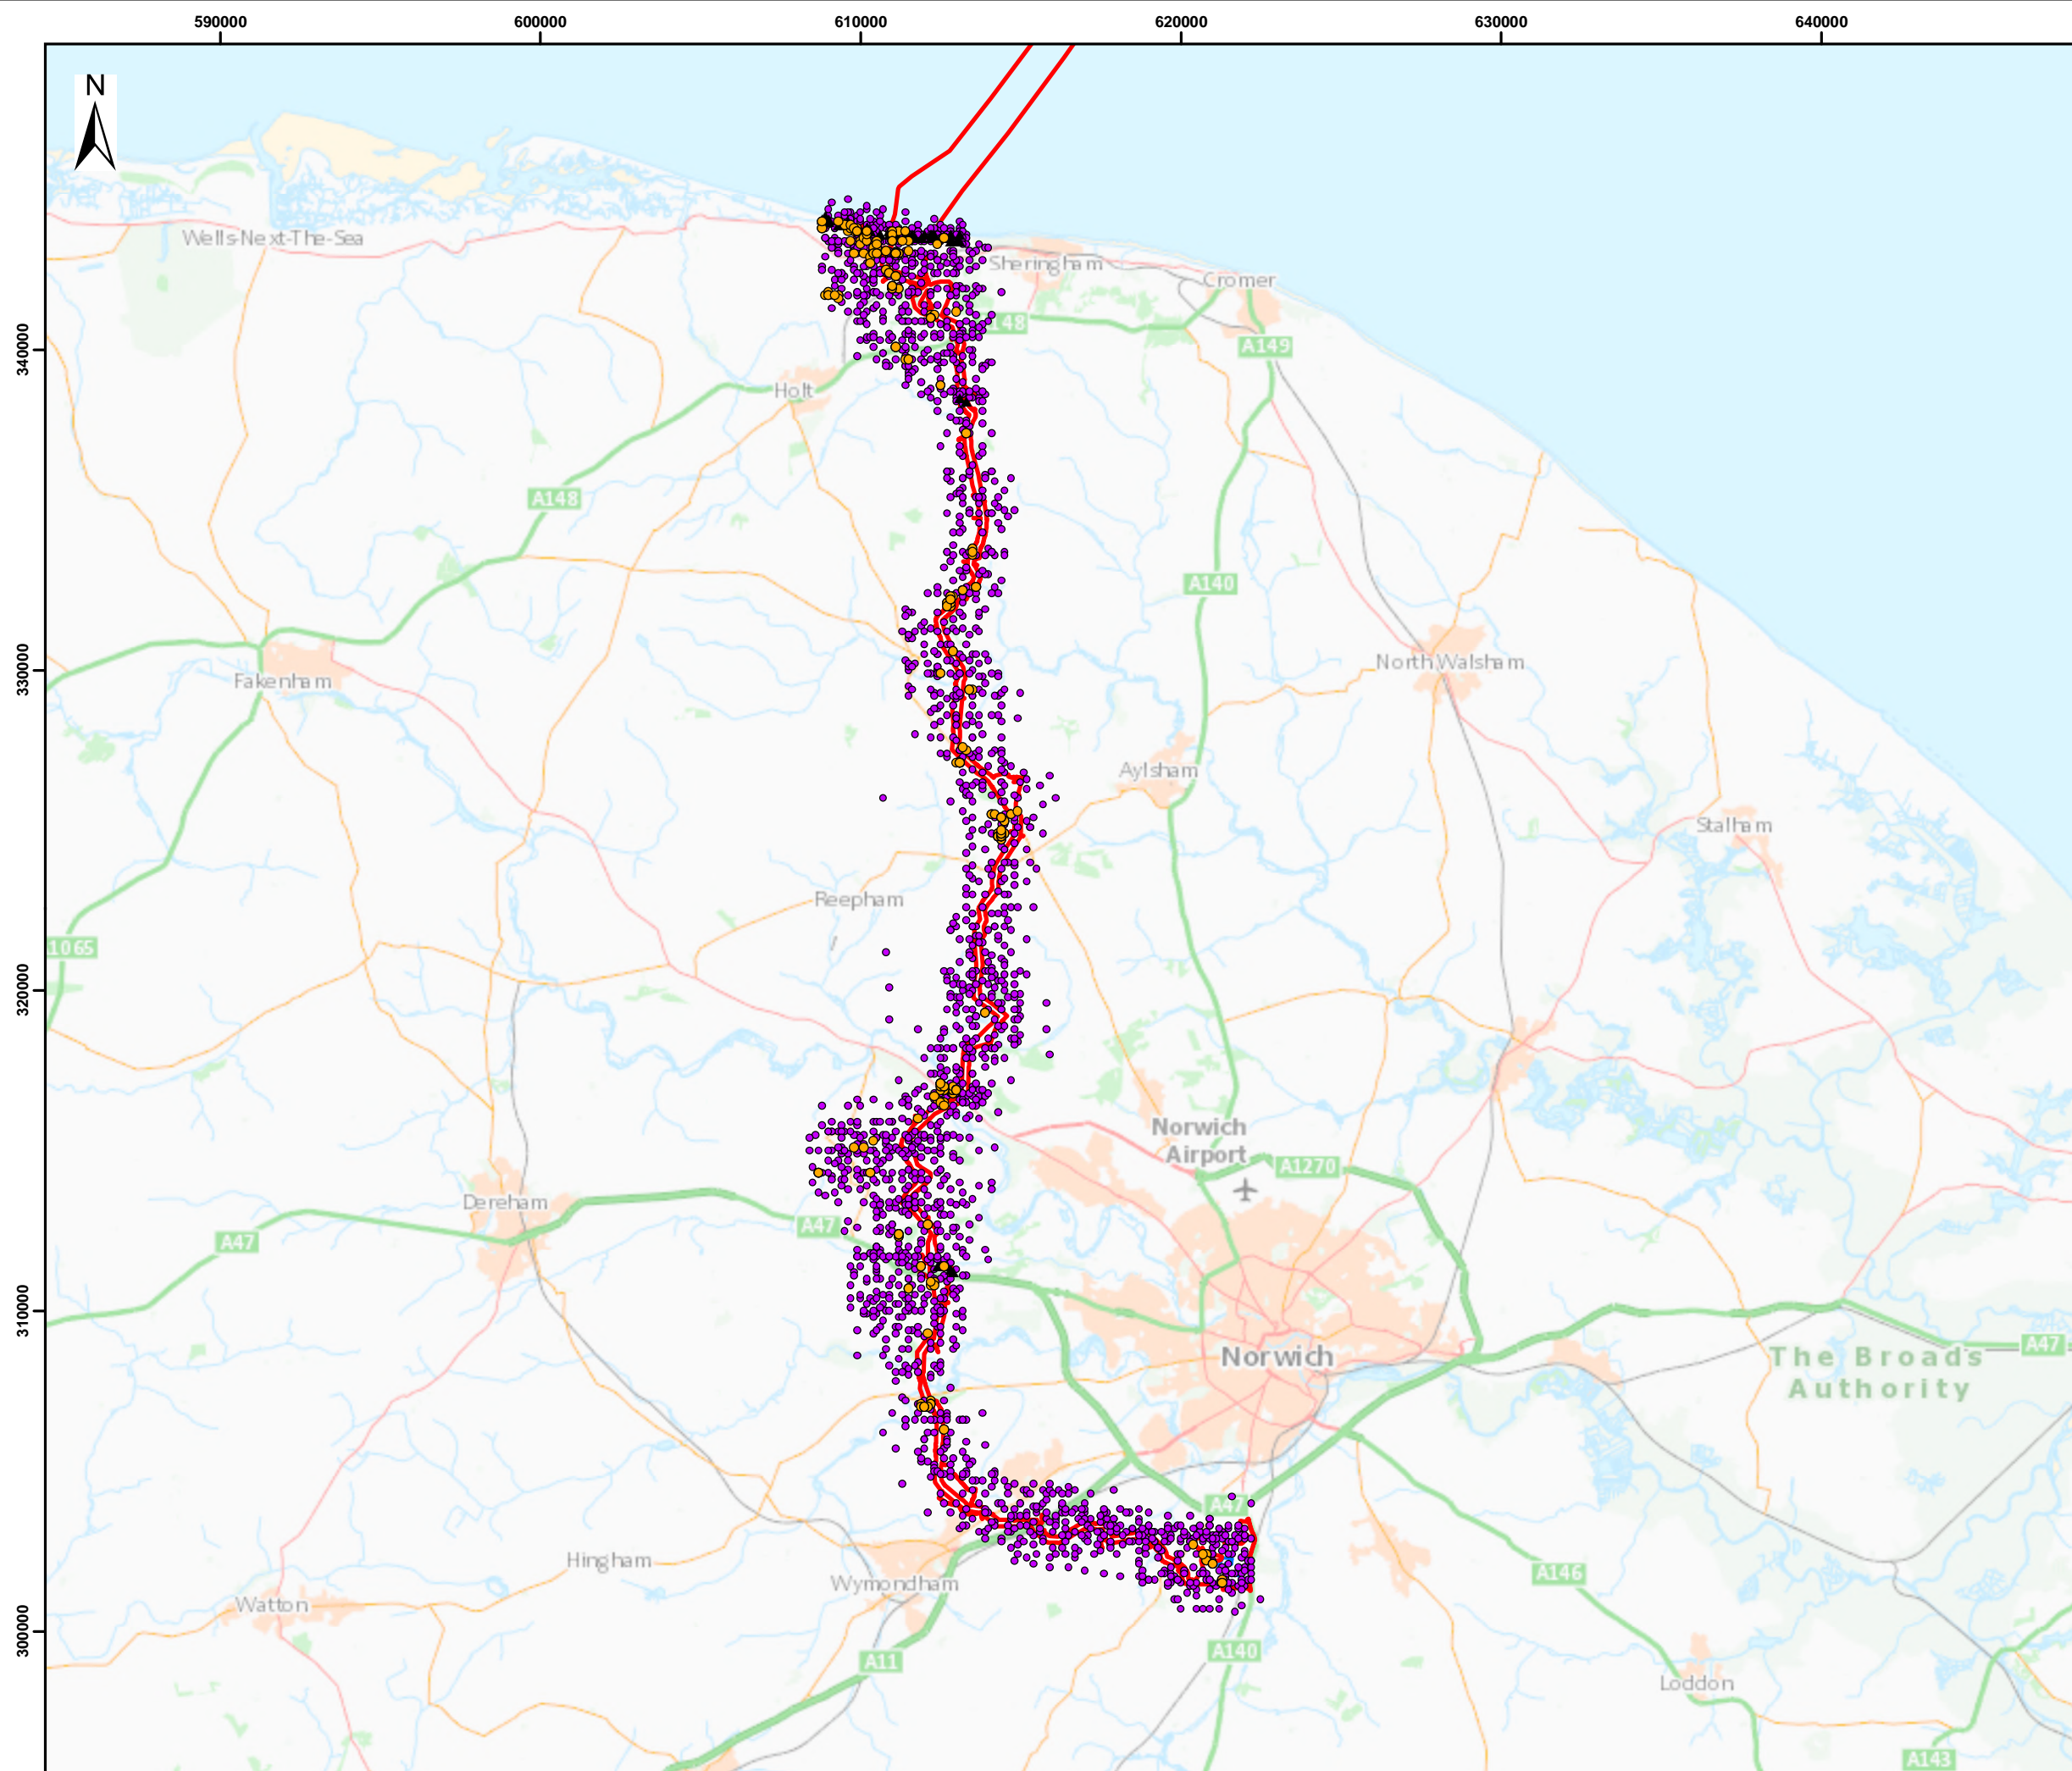 590000 600000 610000 620000 630000 640000
N
Wells-Next-The-Sea
Sheringham
Cromer
148
A149
340000
Holt
A148
A140
330000
North Walsham
Fakenham
Aylsham
Stalham
Reepham
1065
320000
Norwich
Airport
A1270
Dereham
A47
A47
310000
A47
Norwich
The Broads
Authority
A47
Hingham
A146
Wymondham
Watton
300000
A140
A11
Loddon
A143